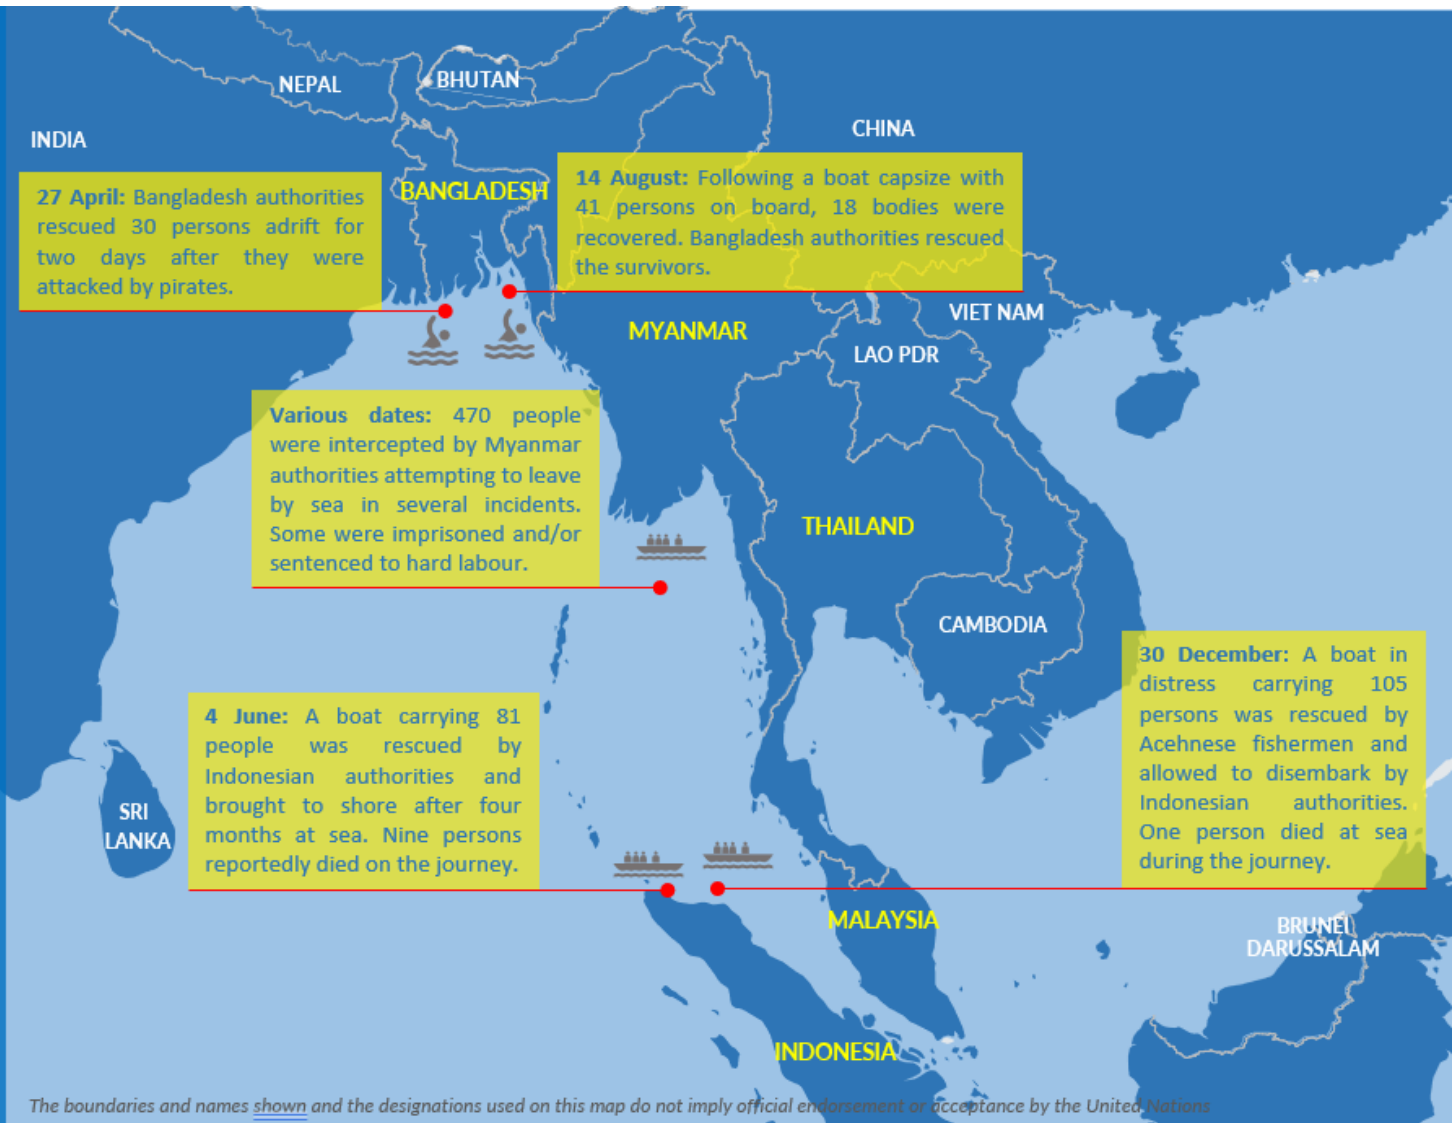 NEPAL
BHUTAN
INDIA
CHINA
BANGLADESH
27 April: Bangladesh authorities
rescued 30 persons adrift for
two days after they were
attacked by pirates.
14 August: Following a boat capsize with
41 persons on board, 18 bodies were
recovered. Bangladesh authorities rescued
the survivors.
VIET NAM
MYANMAR
LAO PDR
Various dates: 470 people
were intercepted by Myanmar
authorities attempting to leave
by sea in several incidents.
Some were imprisoned and/or
sentenced to hard labour.
THAILAND
CAMBODIA
30 December: A boat in
distress carrying 105
persons was rescued by
Acehnese fishermen and
allowed to disembark by
Indonesian authorities.
One person died at sea
during the journey.
4 June: A boat carrying 81
people was rescued by
Indonesian authorities and
brought to shore after four
months at sea. Nine persons
reportedly died on the journey.
SRI
LANKA
MALAYSIA
BRUNEI
DARUSSALAM
INDONESIA
The boundaries and names shown and the designations used on this map do not imply official endorsement or acceptance by the United Nations